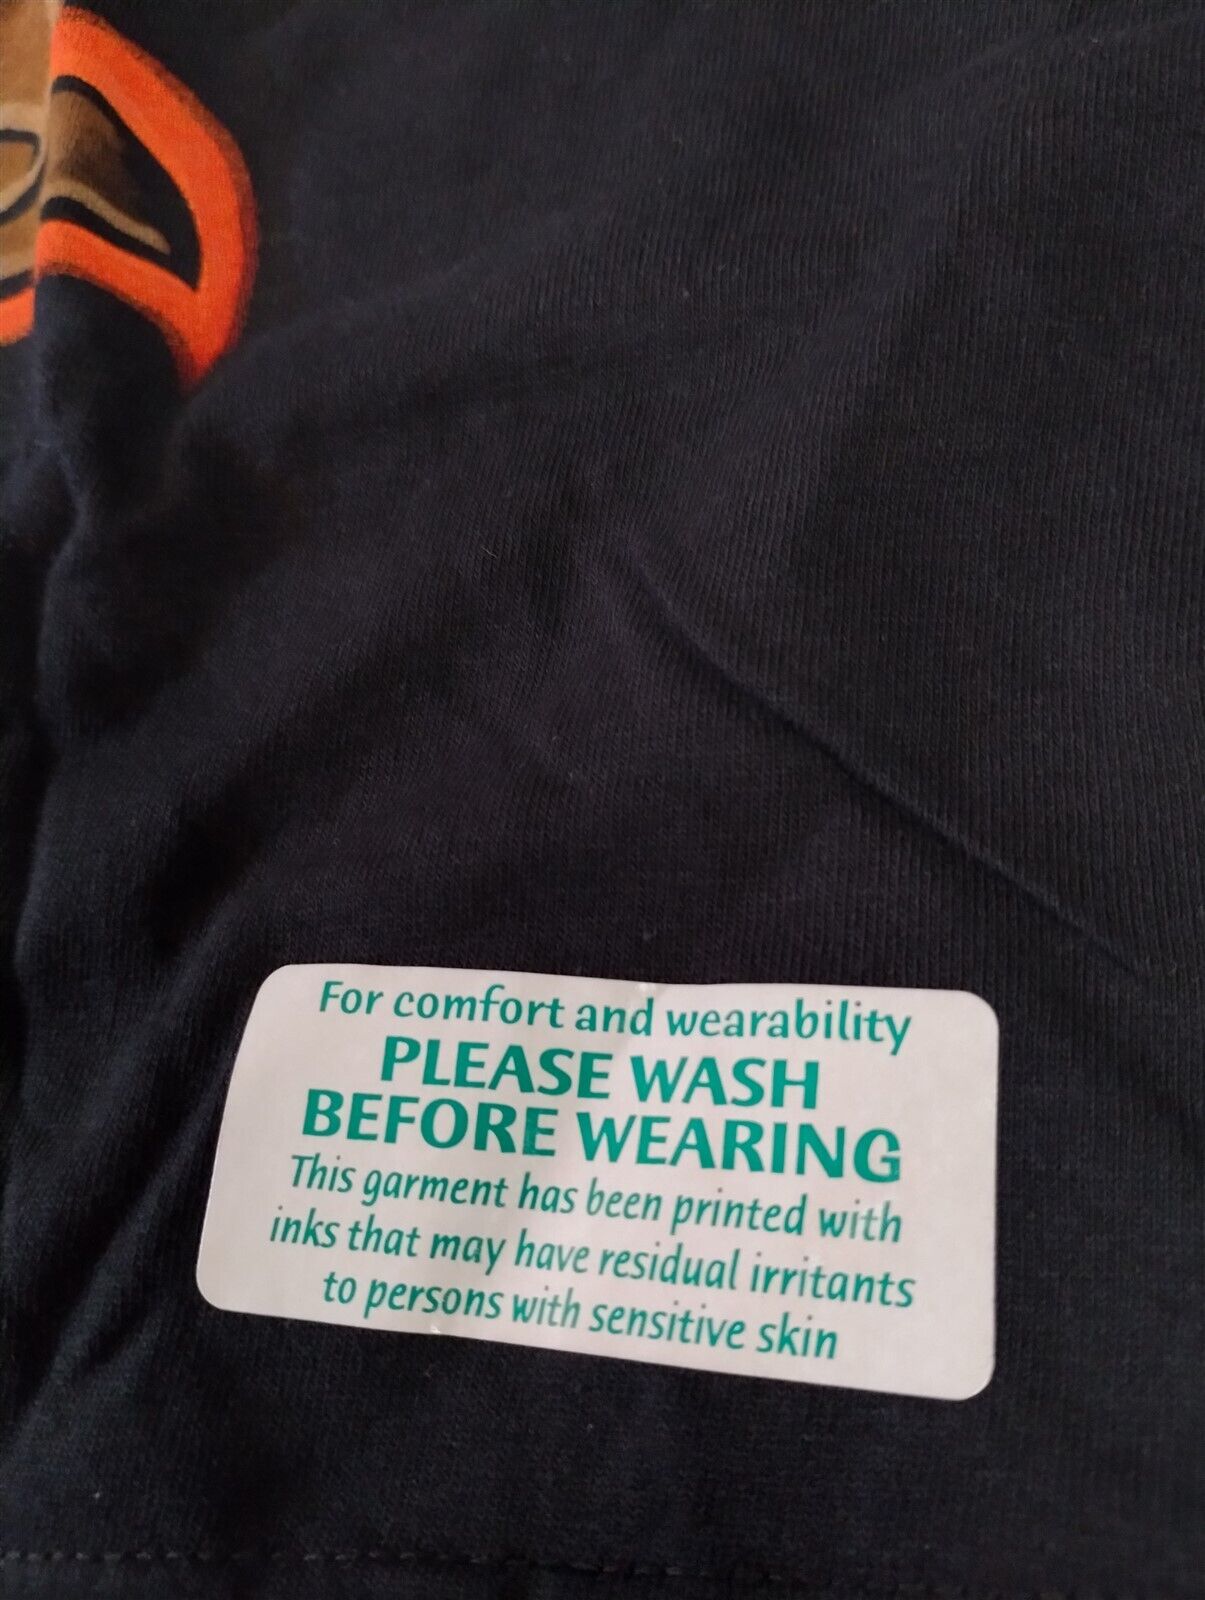 For comfort and wearability
PLEASE WASH
BEFORE WEARING
This garment has been printed with
inks that may have residual irritants
to persons with sensitive skin